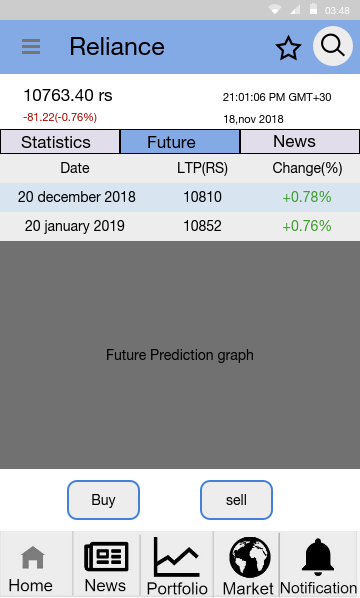 03:48
Reliance
10763.40 rs
21:01:06 PM GMT+30
-81.22(-0.76%)
18,nov 2018
Statistics Future News
Date LTP(RS) Change(%)
20 december 2018 10810 +0.78%
20 january 2019 10852 +0.76%
Future Prediction graph
Buy sell
Home News Portfolio Market Notification